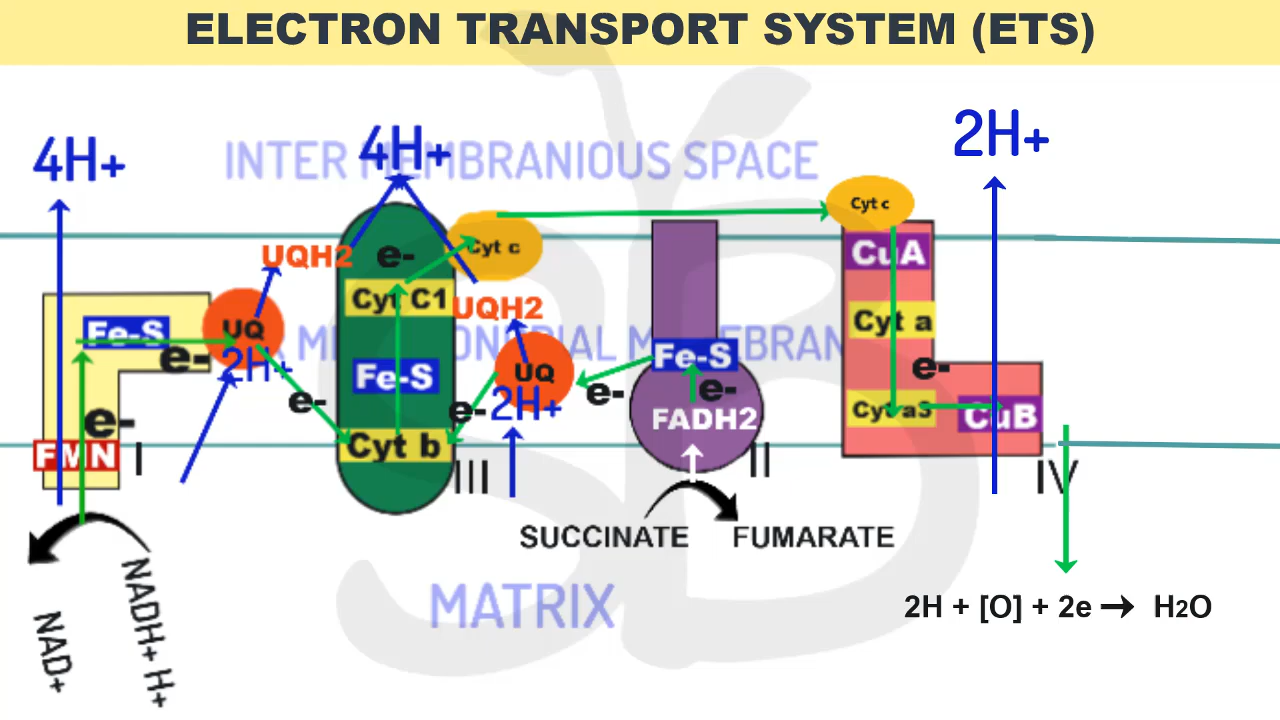 ELECTRON TRANSPORT SYSTEM (ETS)
4H+
4H+
2H+
INTER MEMBRANIOUS SPACE
Cyt c
Cyt c
UQH2
e-
CuA
Cyt C1
UQH2
Fe-S
UQ
Cyt a
MITOCHONDRIAL MEMBRANE
e-
2H+
Fe-S
e-
Fe-S
UQ
e-
e-
e-
e-
2H+
Cyt a3
CuB
e-
FADH2
Cyt b
FMN
I
III
II
IV
SUCCINATE
FUMARATE
NAD+
NADH+ H+
MATRIX
2H + [O] + 2e → H2O
SB